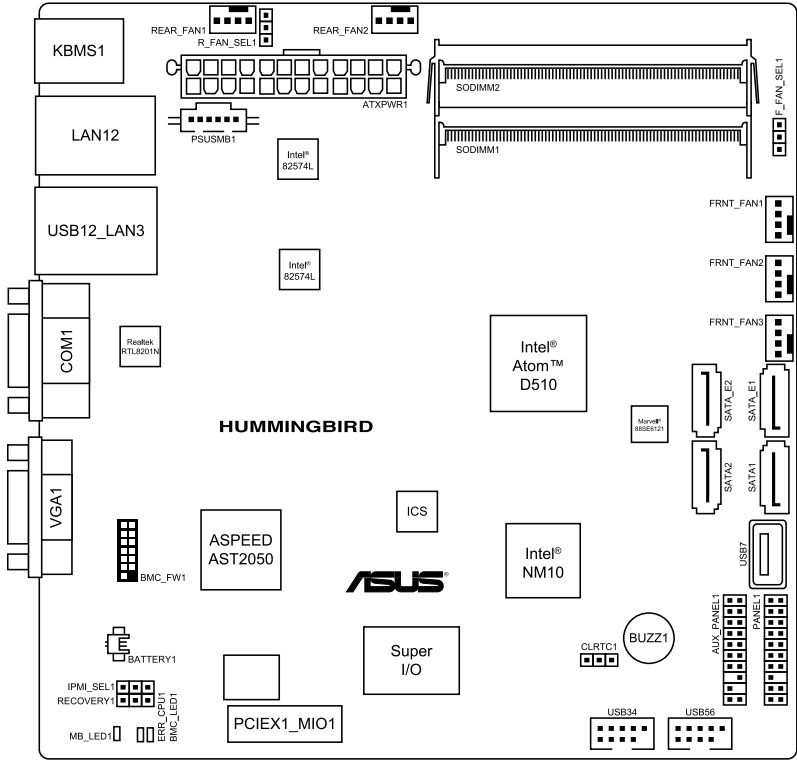 REAR_FAN1
R_FAN_SEL1
REAR_FAN2
KBMS1
ATXPWR1
SODIMM2
F_FAN_SEL1
LAN12
PSUSMB1
SODIMM1
Intel®
82574L
USB12_LAN3
FRNT_FAN1
Intel®
82574L
FRNT_FAN2
COM1
Realtek
RTL8201N
Intel®
Atom™
D510
FRNT_FAN3
SATA_E2
SATA_E1
HUMMINGBIRD
Marvell®
88SE6121
SATA2
SATA1
VGA1
ICS
ASPEED
AST2050
Intel®
NM10
USB7
BMC_FW1
ASUS®
AUX_PANEL1
PANEL1
BATTERY1
Super
I/O
CLRTC1
BUZZ1
IPMI_SEL1
RECOVERY1
ERR_CPU1
BMC_LED1
MB_LED1
PCIEX1_MIO1
USB34
USB56